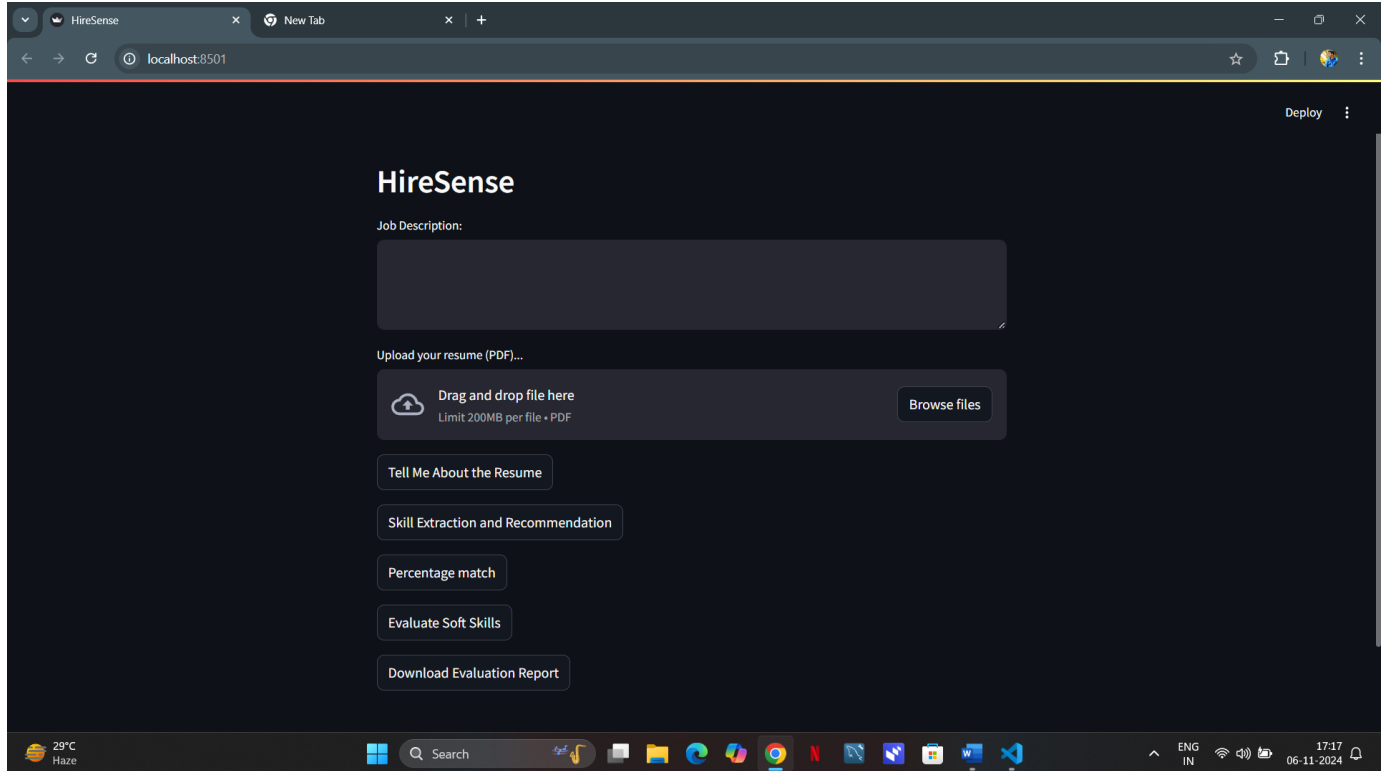 HireSense
New Tab
localhost:8501
Deploy
HireSense
Job Description:
Upload your resume (PDF)...
Drag and drop file here
Limit 200MB per file • PDF
Browse files
Tell Me About the Resume
Skill Extraction and Recommendation
Percentage match
Evaluate Soft Skills
Download Evaluation Report
29°C
Haze
Search
ENG
IN
17:17
06-11-2024